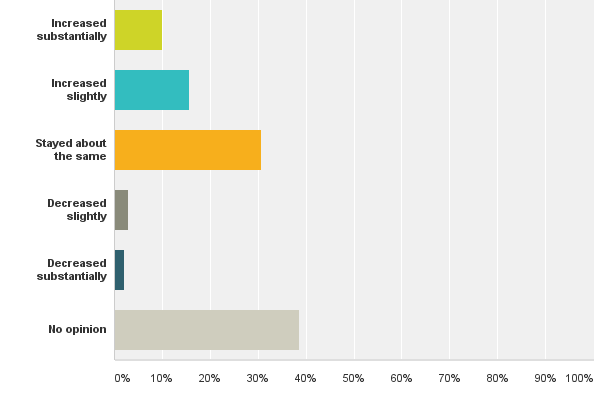 Increased
substantially
Increased
slightly
Stayed about
the same
Decreased
slightly
Decreased
substantially
No opinion
0% 10% 20% 30% 40% 50% 60% 70% 80% 90% 100%